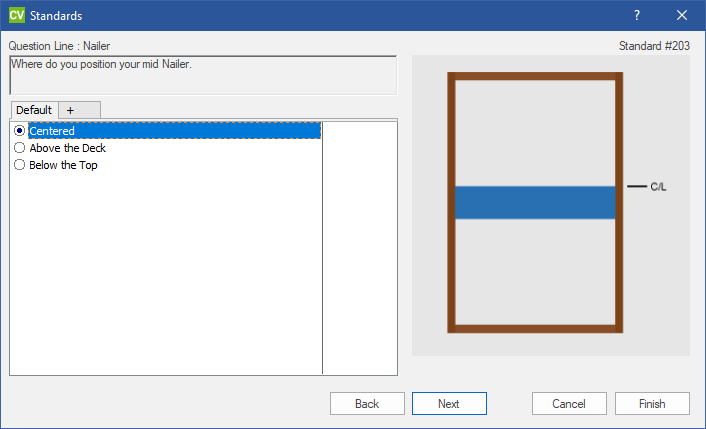 CV Standards ?
Question Line : Nailer Standard #203
Where do you position your mid Nailer.
Default +
Centered
Above the Deck
Below the Top
C/L
Back Next Cancel Finish